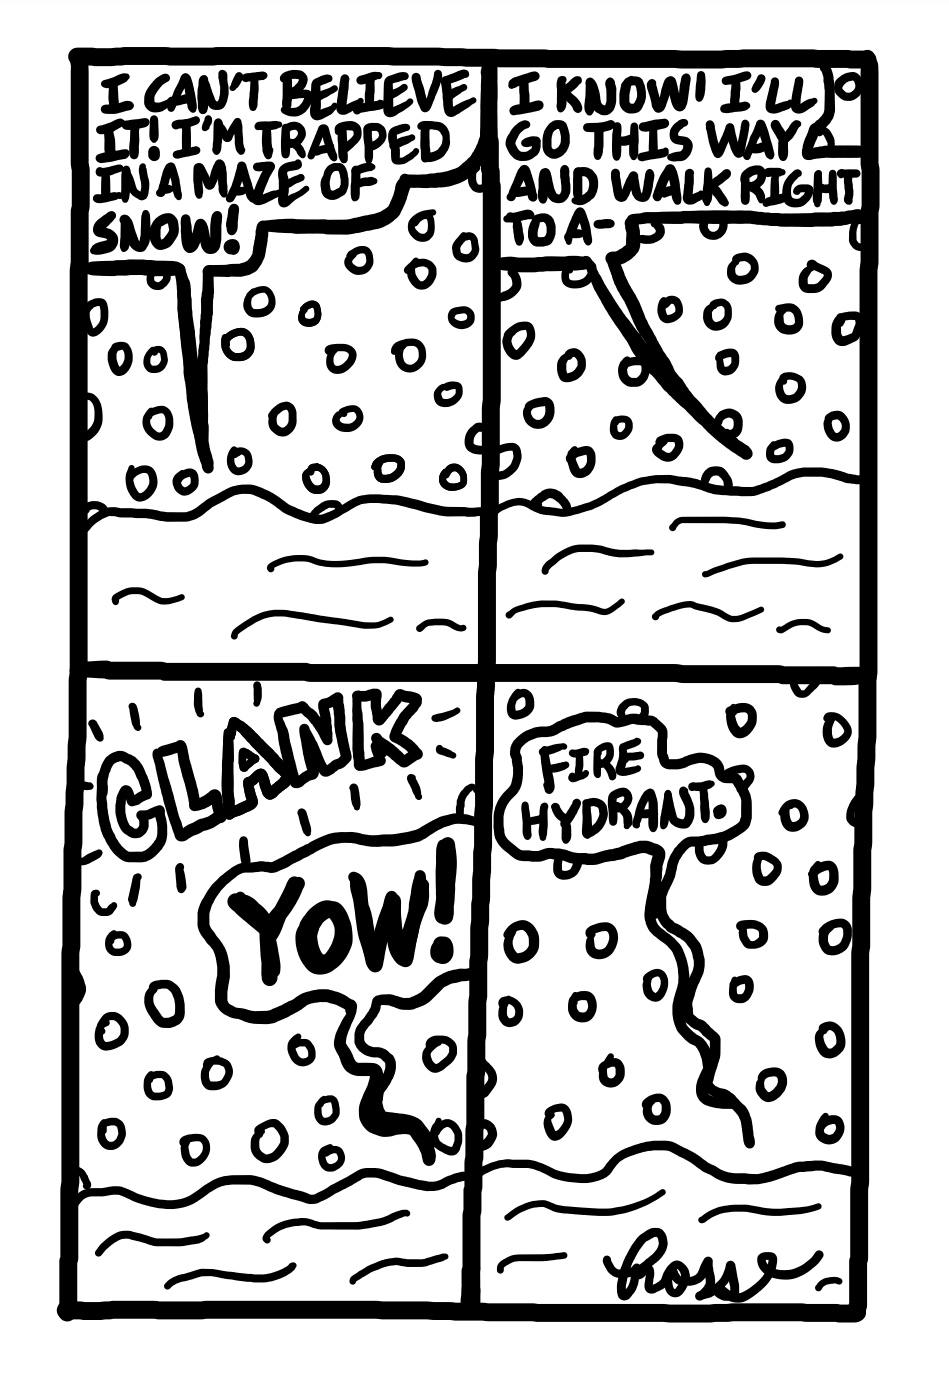 I CAN'T BELIEVE
IT! I'M TRAPPED
IN A MAZE OF
SNOW!
I KNOW! I'LL
GO THIS WAY
AND WALK RIGHT
TO A-
CLANK
YOW!
FIRE
HYDRANT.
Ross